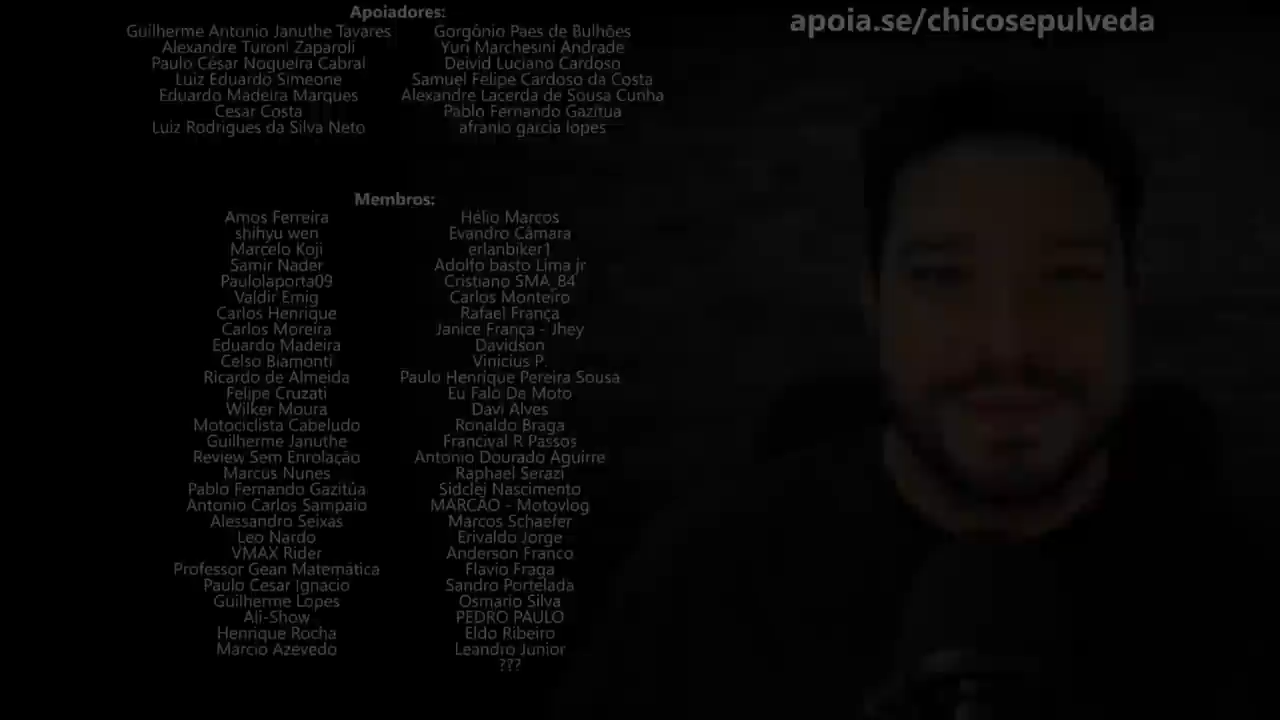 Apoiadores:
Guilherme Antonio Januthe Tavares
Alexandre Turoni Zaparoli
Paulo César Nogueira Cabral
Luiz Eduardo Simeone
Eduardo Madeira Marques
Cesar Costa
Luiz Rodrigues da Silva Neto
Gorgônio Paes de Bulhões
Yuri Marchesini Andrade
Deivid Luciano Cardoso
Samuel Felipe Cardoso da Costa
Alexandre Lacerda de Sousa Cunha
Pablo Fernando Gazitua
afranio garcia lopes
apoia.se/chicosepulveda
Membros:
Amos Ferreira
shihyu wen
Marcelo Koji
Samir Nader
Paulolaporta09
Valdir Emig
Carlos Henrique
Carlos Moreira
Eduardo Madeira
Celso Biamonti
Ricardo de Almeida
Felipe Cruzati
Wilker Moura
Motociclista Cabeludo
Guilherme Januthe
Review Sem Enrolação
Marcus Nunes
Pablo Fernando Gazitúa
Antonio Carlos Sampaio
Alessandro Seixas
Leo Nardo
VMAX Rider
Professor Gean Matemática
Paulo Cesar Ignacio
Guilherme Lopes
Ali-Show
Henrique Rocha
Marcio Azevedo
Hélio Marcos
Evandro Câmara
erlanbiker1
Adolfo basto Lima jr
Cristiano SMA_84
Carlos Monteiro
Rafael França
Janice França - Jhey
Davidson
Vinicius P.
Paulo Henrique Pereira Sousa
Eu Falo De Moto
Davi Alves
Ronaldo Braga
Francival R Passos
Antonio Dourado Aguirre
Raphael Serazi
Sidclej Nascimento
MARCÃO - Motovlog
Marcos Schaefer
Erivaldo Jorge
Anderson Franco
Flavio Fraga
Sandro Portelada
Osmario Silva
PEDRO PAULO
Eldo Ribeiro
Leandro Junior
???